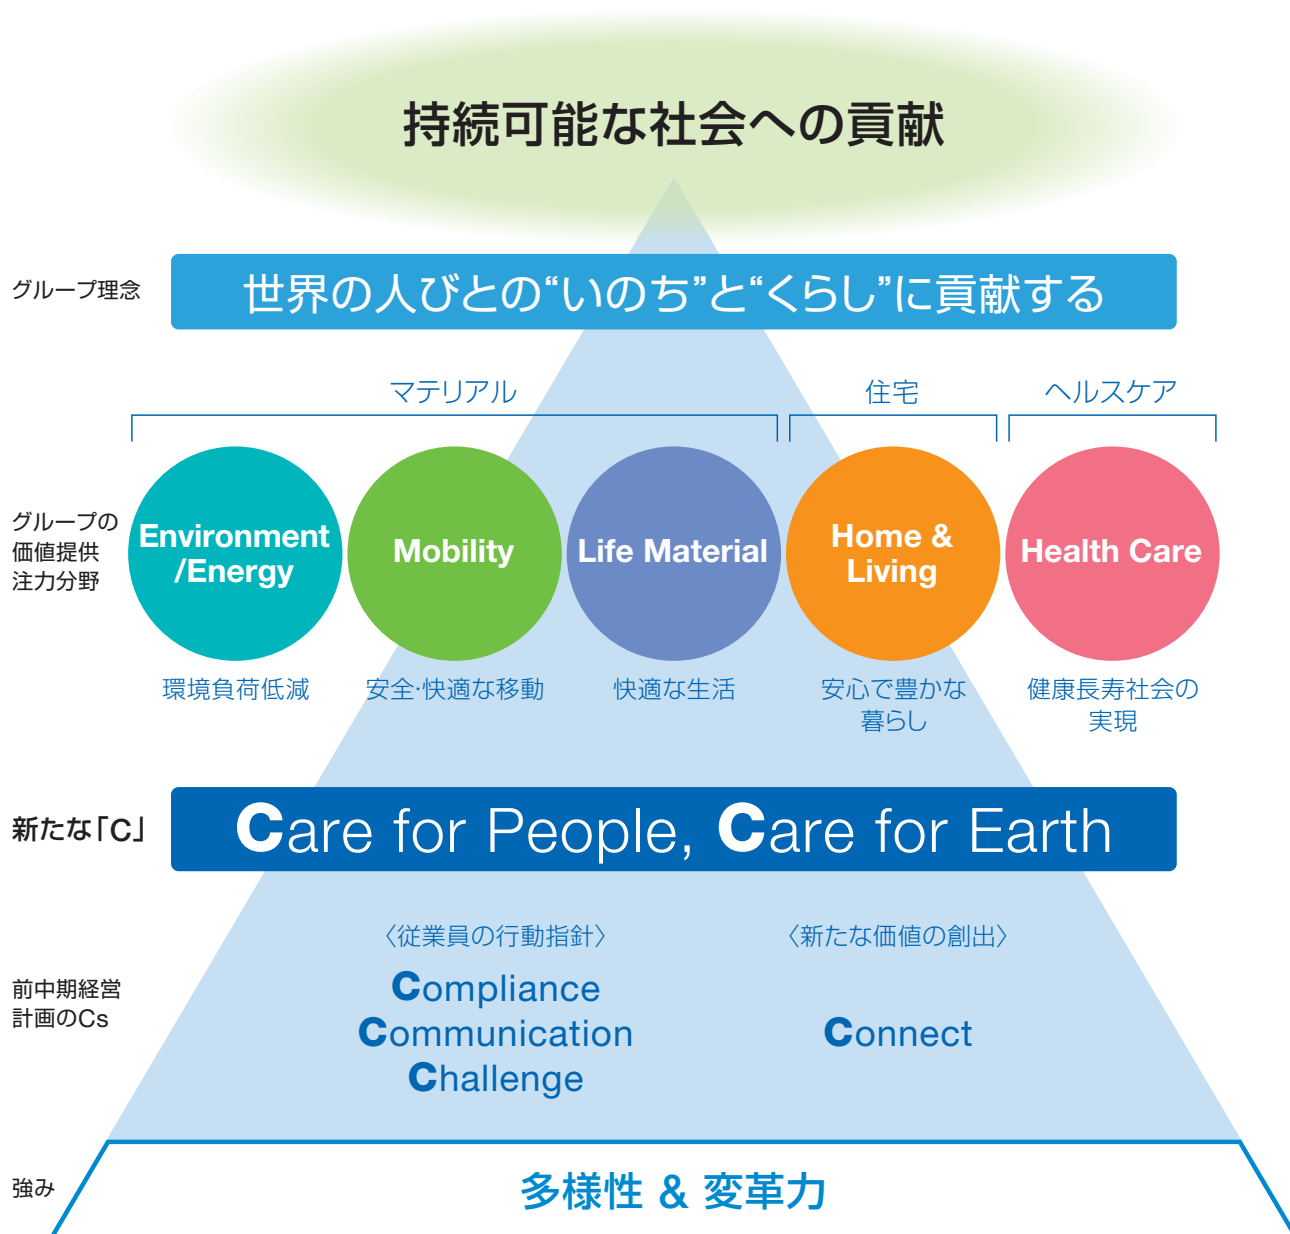 持続可能な社会への貢献
グループ理念
世界の人びとの“いのち”と“くらし”に貢献する
マテリアル
住宅
ヘルスケア
グループの
価値提供
注力分野
Environment
/Energy
Mobility
Life Material
Home &
Living
Health Care
環境負荷低減
安全・快適な移動
快適な生活
安心で豊かな
暮らし
健康長寿社会の
実現
新たな「C」
Care for People, Care for Earth
前中期経営
計画のCs
〈従業員の行動指針〉
Compliance
Communication
Challenge
〈新たな価値の創出〉
Connect
強み
多様性 & 変革力